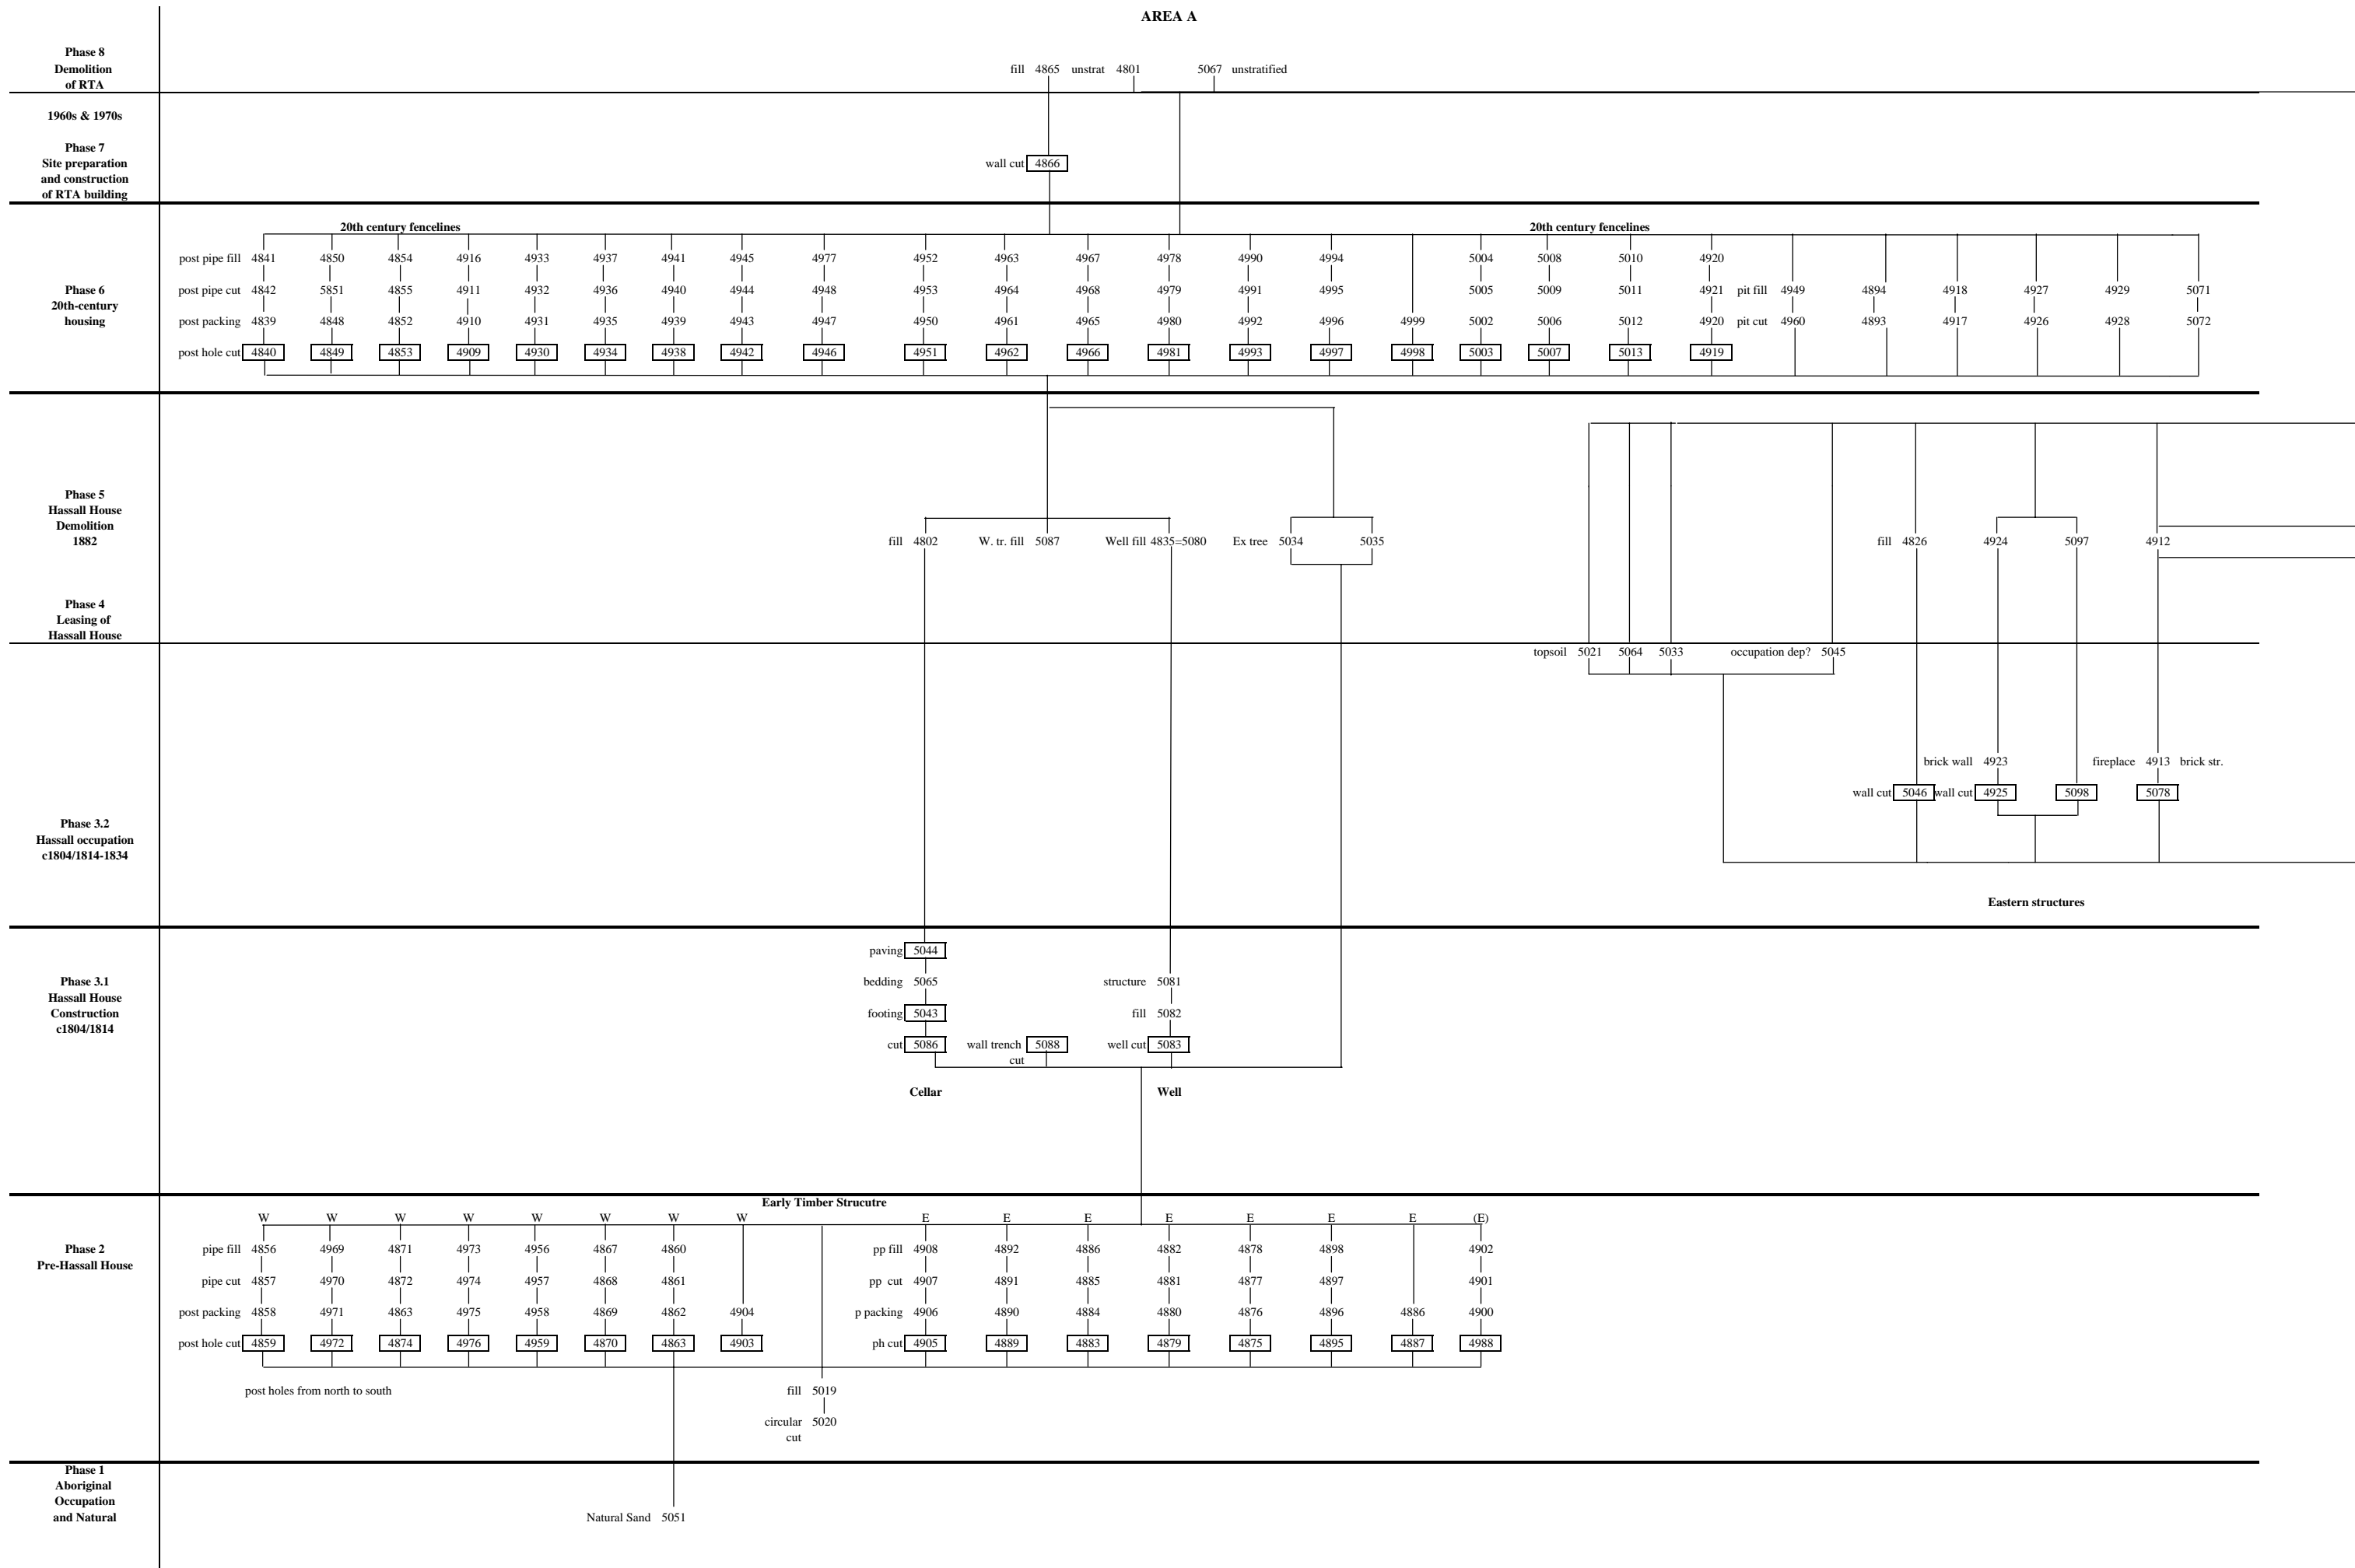 AREA A
Phase 8
Demolition
of RTA
fill 4865 unstrat 4801 5067 unstratified
1960s & 1970s
Phase 7
Site preparation
and construction
of RTA building
wall cut 4866
20th century fencelines 20th century fencelines
post pipe fill 4841 4850 4854 4916 4933 4937 4941 4945 4977 4952 4963 4967 4978 4990 4994 5004 5008 5010 4920
Phase 6
20th-century
housing
post pipe cut 4842 5851 4855 4911 4932 4936 4940 4944 4948 4953 4964 4968 4979 4991 4995 5005 5009 5011 4921 pit fill 4949 4894 4918 4927 4929 5071
post packing 4839 4848 4852 4910 4931 4935 4939 4943 4947 4950 4961 4965 4980 4992 4996 4999 5002 5006 5012 4920 pit cut 4960 4893 4917 4926 4928 5072
post hole cut 4840 4849 4853 4909 4930 4934 4938 4942 4946 4951 4962 4966 4981 4993 4997 4998 5003 5007 5013 4919
Phase 5
Hassall House
Demolition
1882
fill 4802 W. tr. fill 5087 Well fill 4835=5080 Ex tree 5034 5035 fill 4826 4924 5097 4912
Phase 4
Leasing of
Hassall House
topsoil 5021 5064 5033 occupation dep? 5045
brick wall 4923 fireplace 4913 brick str.
wall cut 5046 wall cut 4925 5098 5078
Phase 3.2
Hassall occupation
c1804/1814-1834
Eastern structures
paving 5044
Phase 3.1
Hassall House
Construction
c1804/1814
bedding 5065 structure 5081
footing 5043 fill 5082
cut 5086 wall trench 5088 well cut 5083
cut
Cellar Well
Early Timber Strucutre
W W W W W W W W E E E E E E E (E)
Phase 2
Pre-Hassall House
pipe fill 4856 4969 4871 4973 4956 4867 4860 pp fill 4908 4892 4886 4882 4878 4898 4902
pipe cut 4857 4970 4872 4974 4957 4868 4861 pp cut 4907 4891 4885 4881 4877 4897 4901
post packing 4858 4971 4863 4975 4958 4869 4862 4904 p packing 4906 4890 4884 4880 4876 4896 4886 4900
post hole cut 4859 4972 4874 4976 4959 4870 4863 4903 ph cut 4905 4889 4883 4879 4875 4895 4887 4988
post holes from north to south fill 5019
circular 5020
cut
Phase 1
Aboriginal
Occupation
and Natural
Natural Sand 5051